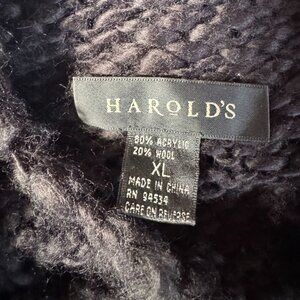 HAROLD'S
80% ACRYLIC
20% WOOL
XL
MADE IN CHINA
RN 94534
CARE ON REVERSE